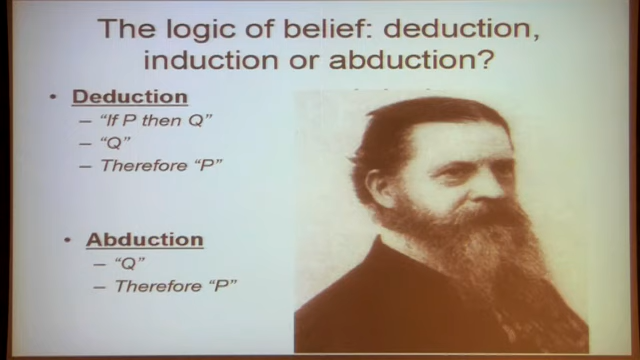 The logic of belief: deduction,
induction or abduction?
• Deduction
– “If P then Q”
– “Q”
– Therefore “P”
• Abduction
– “Q”
– Therefore “P”